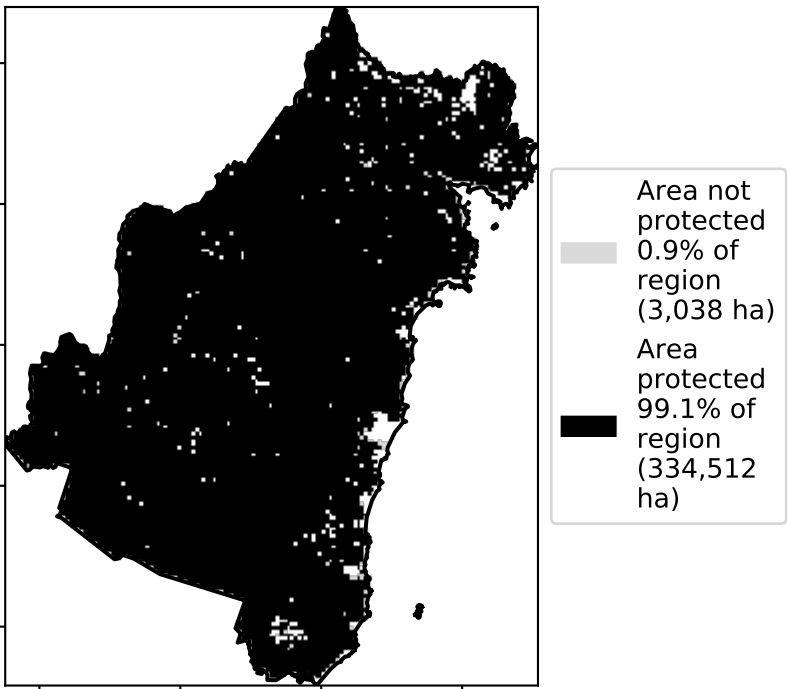 Area not
protected
0.9% of
region
(3,038 ha)
Area
protected
99.1% of
region
(334,512
ha)